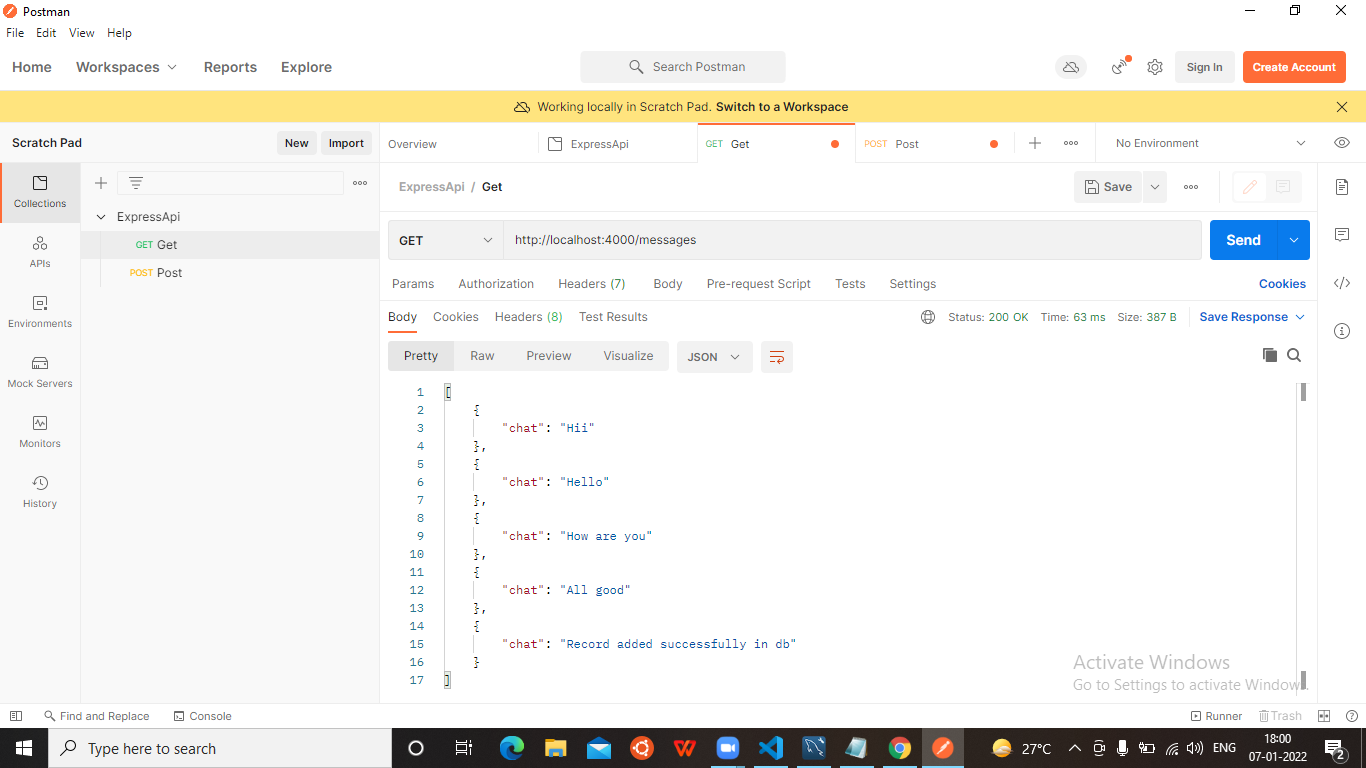 Postman
File Edit View Help
Home Workspaces Reports Explore Search Postman Sign In Create Account
Working locally in Scratch Pad. Switch to a Workspace
Scratch Pad New Import Overview ExpressApi GET Get POST Post No Environment
Collections
APIs
Environments
Mock Servers
Monitors
History
ExpressApi
GET Get
POST Post
ExpressApi / Get Save
GET http://localhost:4000/messages Send
Params Authorization Headers (7) Body Pre-request Script Tests Settings Cookies
Body Cookies Headers (8) Test Results Status: 200 OK Time: 63 ms Size: 387 B Save Response
Pretty Raw Preview Visualize JSON
1 [
2 {
3 "chat": "Hii"
4 },
5 {
6 "chat": "Hello"
7 },
8 {
9 "chat": "How are you"
10 },
11 {
12 "chat": "All good"
13 },
14 {
15 "chat": "Record added successfully in db"
16 }
17 ]
Activate Windows
Go to Settings to activate Windows.
Find and Replace Console Runner Trash
Type here to search 27°C ENG 18:00
07-01-2022
2